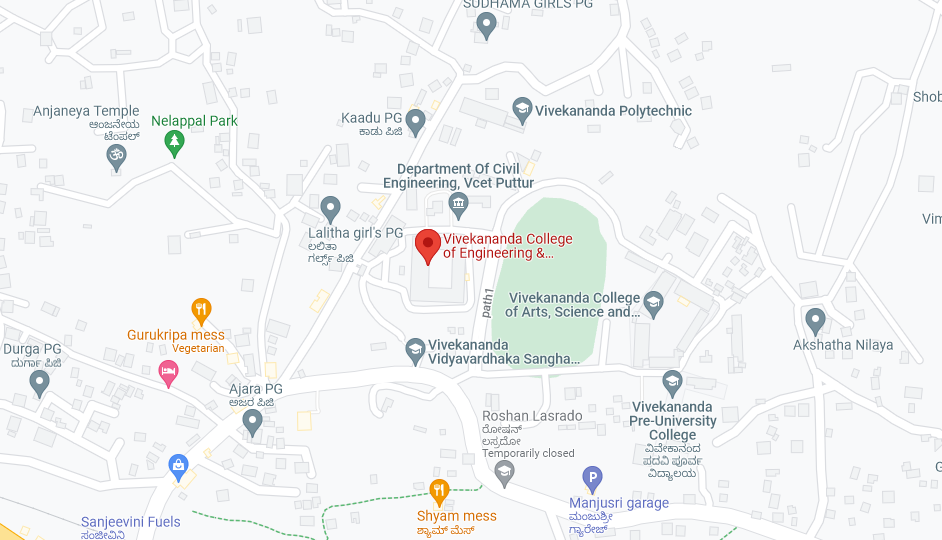 SUDHAMA GIRLS PG
Shob
Anjaneya Temple
ಆಂಜನೇಯ
ಟೆಂಪಲ್
Nelappal Park
Kaadu PG
ಕಾಡು ಪಿಜಿ
Vivekananda Polytechnic
Department Of Civil
Engineering, Vcet Puttur
Lalitha girl's PG
ಲಲಿತಾ
ಗರ್ಲ್ಸ್ ಪಿಜಿ
Vivekananda College
of Engineering &...
Vim
path1
Vivekananda College
of Arts, Science and...
Gurukripa mess
Vegetarian
Vivekananda
Vidyavardhaka Sangha...
Akshatha Nilaya
Durga PG
ದುರ್ಗಾ ಪಿಜಿ
Ajara PG
ಅಜರ ಪಿಜಿ
Vivekananda
Pre-University
College
ವಿವೇಕಾನಂದ
ಪದವಿ ಪೂರ್ವ
ವಿದ್ಯಾಲಯ
Roshan Lasrado
ರೋಷನ್
ಲಸ್ರದೋ
Temporarily closed
G
P
Manjusri garage
ಮಂಜುಶ್ರೀ
ಗ್ಯಾರೇಜ್
Shyam mess
ಶ್ಯಾಮ್ ಮೆಸ್
Sanjeevini Fuels
ಸಂಜೀವಿನಿ